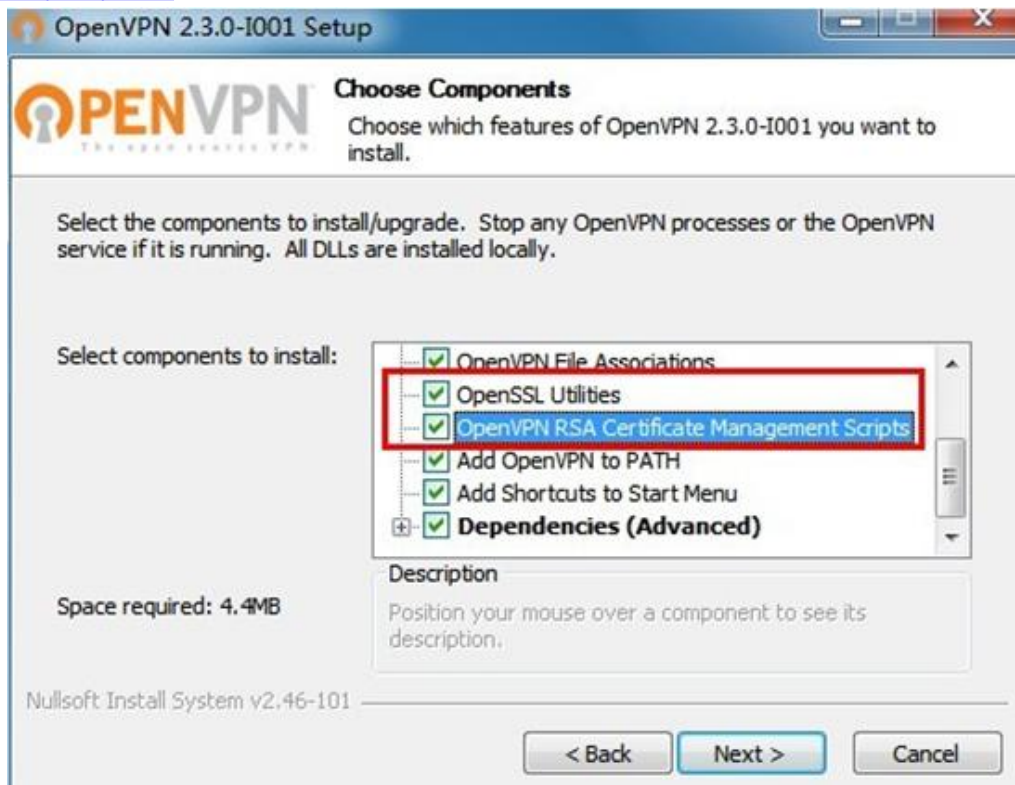 OpenVPN 2.3.0-I001 Setup
OPENVPN
The open source VPN
Choose Components
Choose which features of OpenVPN 2.3.0-I001 you want to
install.
Select the components to install/upgrade. Stop any OpenVPN processes or the OpenVPN
service if it is running. All DLLs are installed locally.
Select components to install:
OpenVPN File Associations
OpenSSL Utilities
OpenVPN RSA Certificate Management Scripts
Add OpenVPN to PATH
Add Shortcuts to Start Menu
Dependencies (Advanced)
Space required: 4.4MB
Description
Position your mouse over a component to see its
description.
Nullsoft Install System v2.46-101
< Back
Next >
Cancel